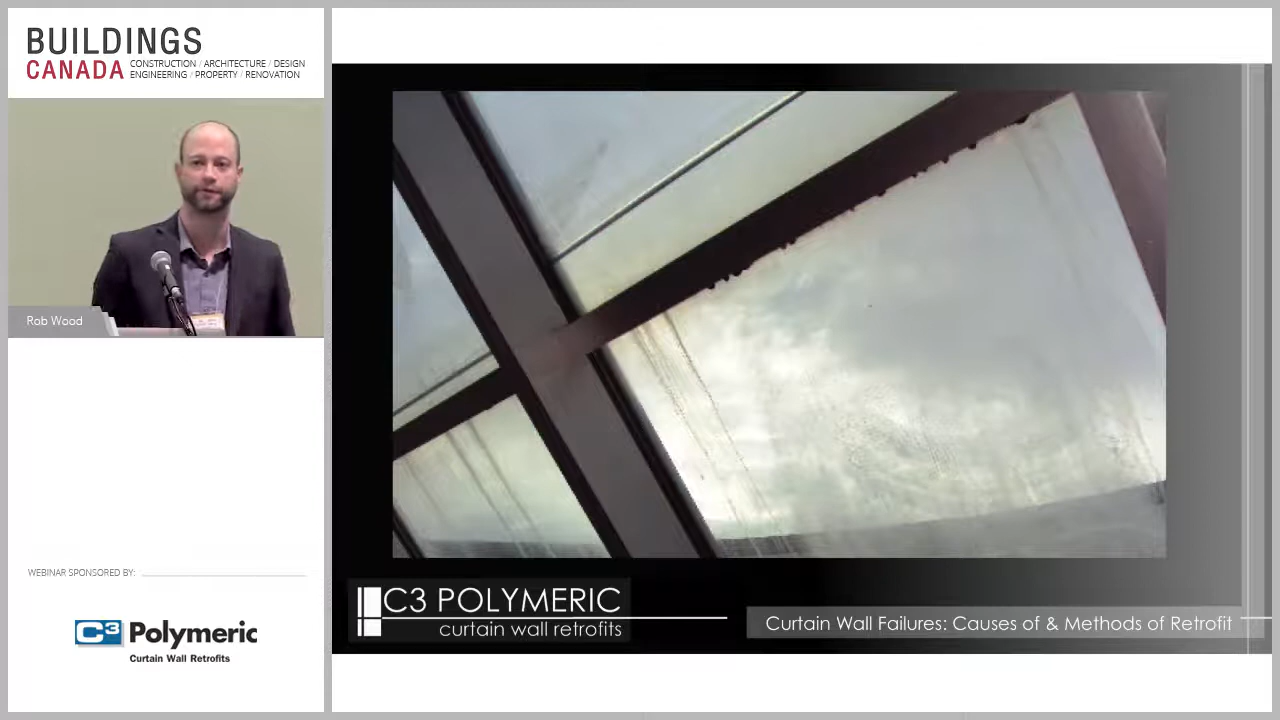 BUILDINGS
CANADA CONSTRUCTION / ARCHITECTURE / DESIGN
ENGINEERING / PROPERTY / RENOVATION
Rob Wood
WEBINAR SPONSORED BY:
C3 Polymeric
Curtain Wall Retrofits
C3 POLYMERIC
curtain wall retrofits
Curtain Wall Failures: Causes of & Methods of Retrofit